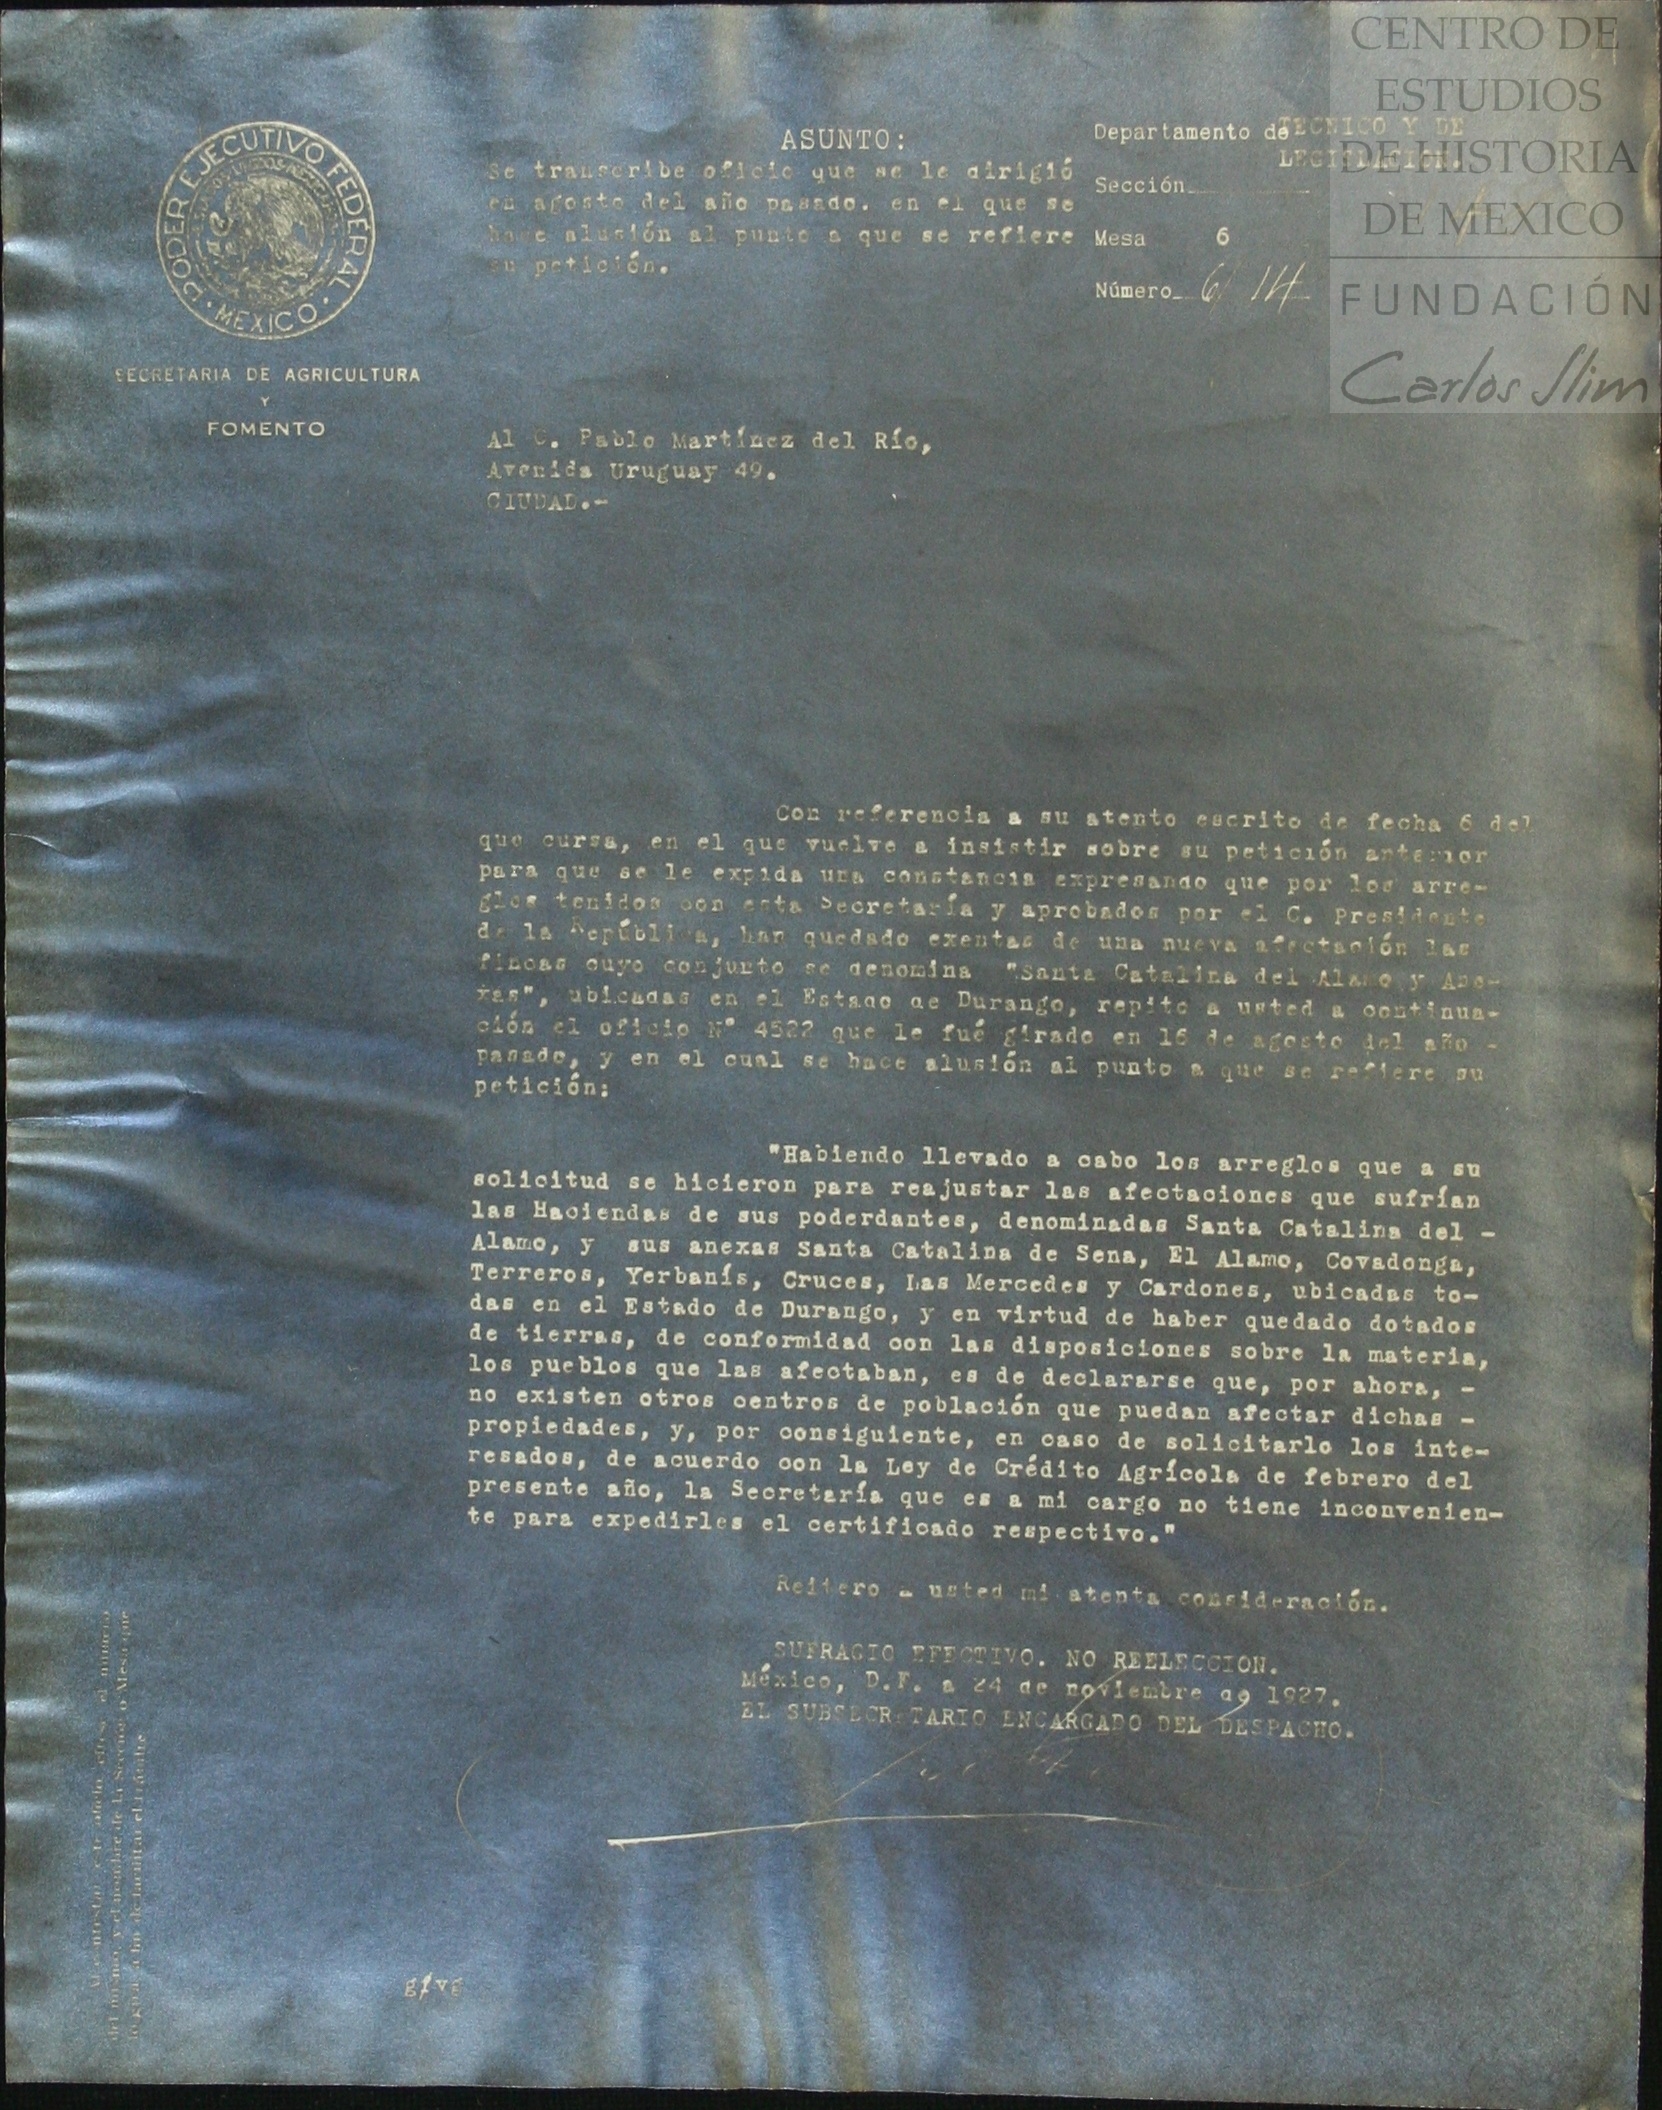 CENTRO DE
ESTUDIOS
DE HISTORIA
DE MEXICO
FUNDACIÓN
Carlos Slim
PODER EJECUTIVO FEDERAL
MEXICO
SECRETARIA DE AGRICULTURA
Y
FOMENTO
ASUNTO:
Se transcribe oficio que se le dirigió
en agosto del año pasado. en el que se
hace alusión al punto a que se refiere
su petición.
Departamento de TECNICO Y DE
LEGISLACION.
Sección
Mesa 6
Número
Al C. Pablo Martínez del Río,
Avenida Uruguay 49.
CIUDAD.-
Con referencia a su atento escrito de fecha 6 del
que cursa, en el que vuelve a insistir sobre su petición anterior
para que se le expida una constancia expresando que por los arre-
glos tenidos con esta Secretaría y aprobados por el C. Presidente
de la República, han quedado exentas de una nueva afectación las
fincas cuyo conjunto se denomina "Santa Catalina del Alamo y Ane-
xas", ubicadas en el Estado de Durango, repito a usted a continua-
ción el oficio N° 4522 que le fué girado en 16 de agosto del año -
pasado, y en el cual se hace alusión al punto a que se refiere su
petición:
"Habiendo llevado a cabo los arreglos que a su
solicitud se hicieron para reajustar las afectaciones que sufrían
las Haciendas de sus poderdantes, denominadas Santa Catalina del -
Alamo, y sus anexas Santa Catalina de Sena, El Alamo, Covadonga,
Terreros, Yerbanís, Cruces, Las Mercedes y Cardones, ubicadas to-
das en el Estado de Durango, y en virtud de haber quedado dotados
de tierras, de conformidad con las disposiciones sobre la materia,
los pueblos que las afectaban, es de declararse que, por ahora, -
no existen otros centros de población que puedan afectar dichas -
propiedades, y, por consiguiente, en caso de solicitarlo los inte-
resados, de acuerdo con la Ley de Crédito Agrícola de febrero del
presente año, la Secretaría que es a mi cargo no tiene inconvenien-
te para expedirles el certificado respectivo."
Reitero a usted mi atenta consideración.
SUFRAGIO EFECTIVO. NO REELECCION.
México, D.F. a 24 de noviembre de 1927.
EL SUBSECRETARIO ENCARGADO DEL DESPACHO.
g/vg